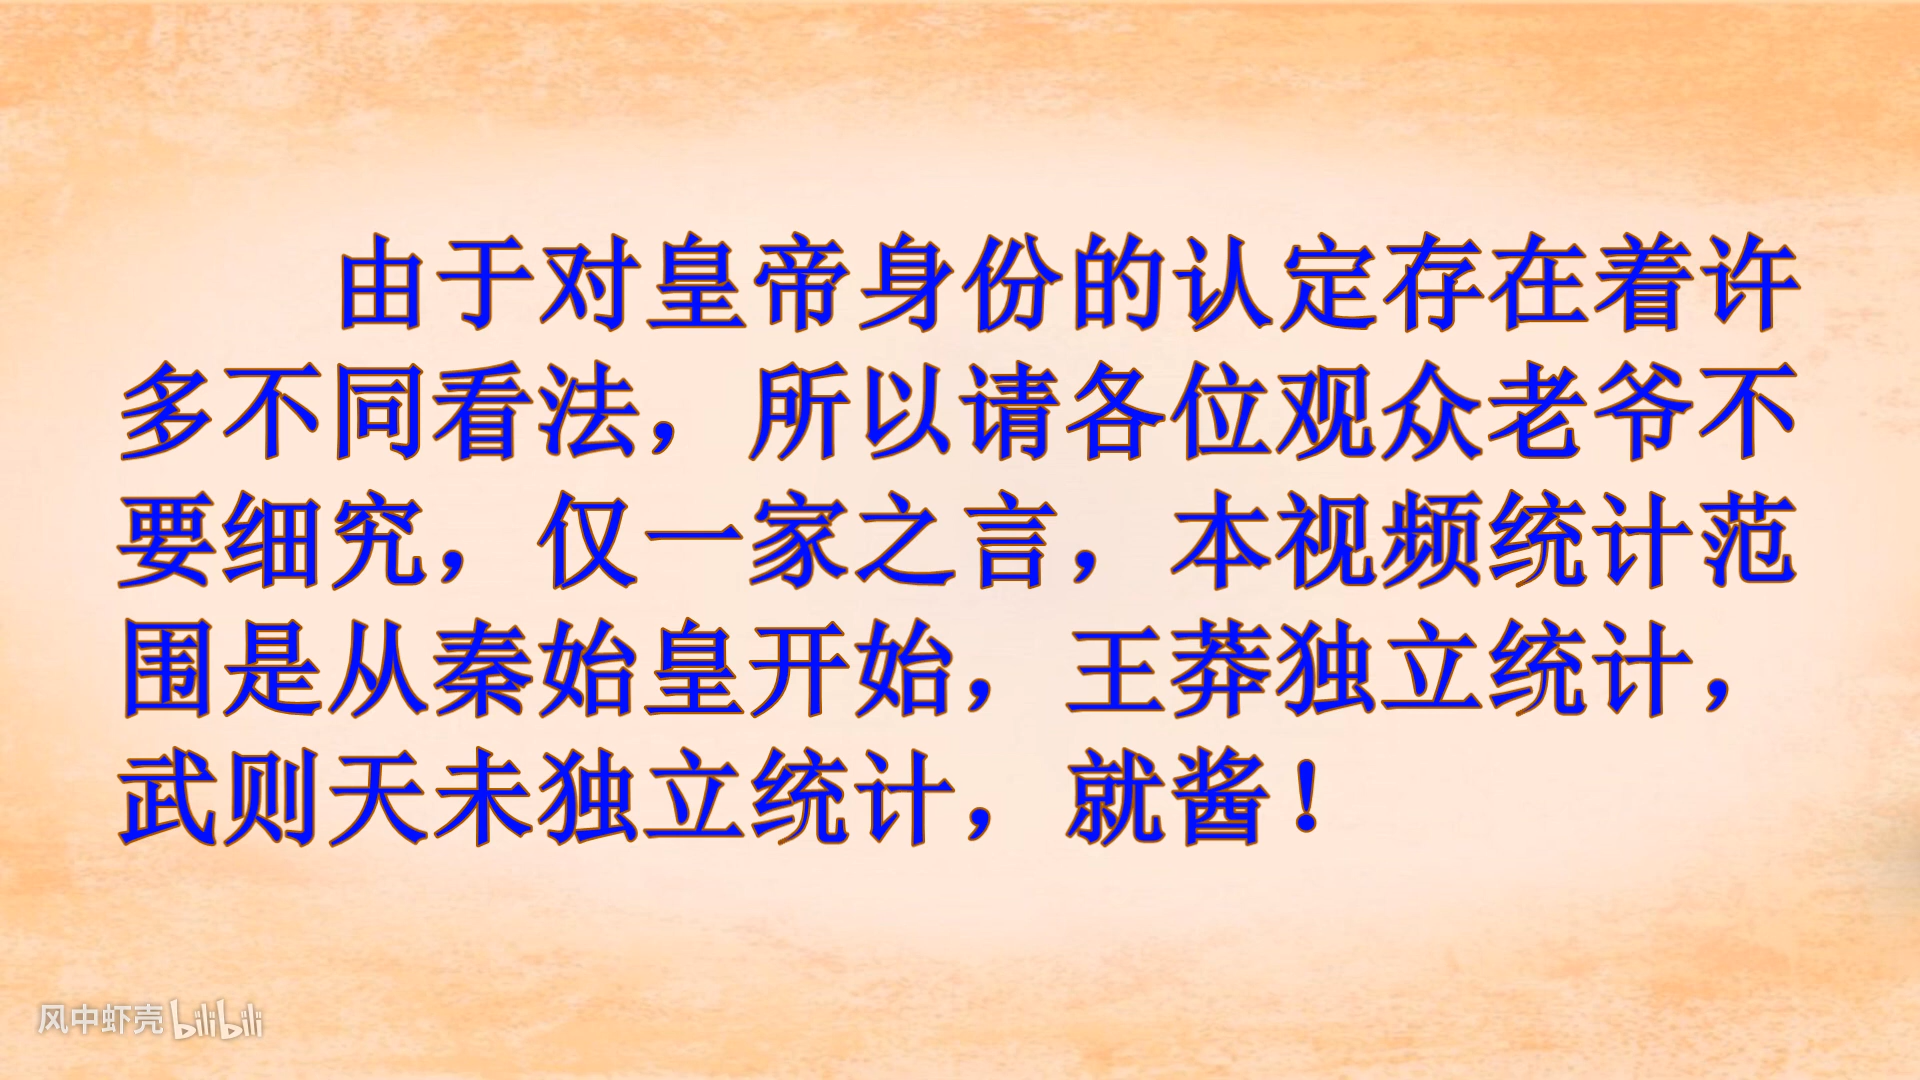 由于对皇帝身份的认定存在着许
多不同看法，所以请各位观众老爷不
要细究，仅一家之言，本视频统计范
围是从秦始皇开始，王莽独立统计，
武则天未独立统计，就酱！
风中虾壳 bilibili